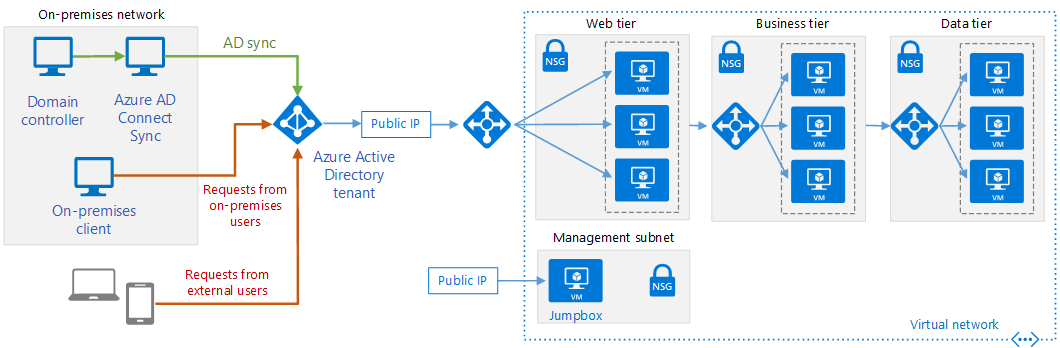 On-premises network
Domain
controller
Azure AD
Connect
Sync
On-premises
client
AD sync
Requests from
on-premises
users
Requests from
external users
Azure Active
Directory
tenant
Public IP
Web tier
NSG
VM
VM
VM
Business tier
NSG
VM
VM
VM
Data tier
NSG
VM
VM
VM
Management subnet
Public IP
VM
Jumpbox
NSG
Virtual network